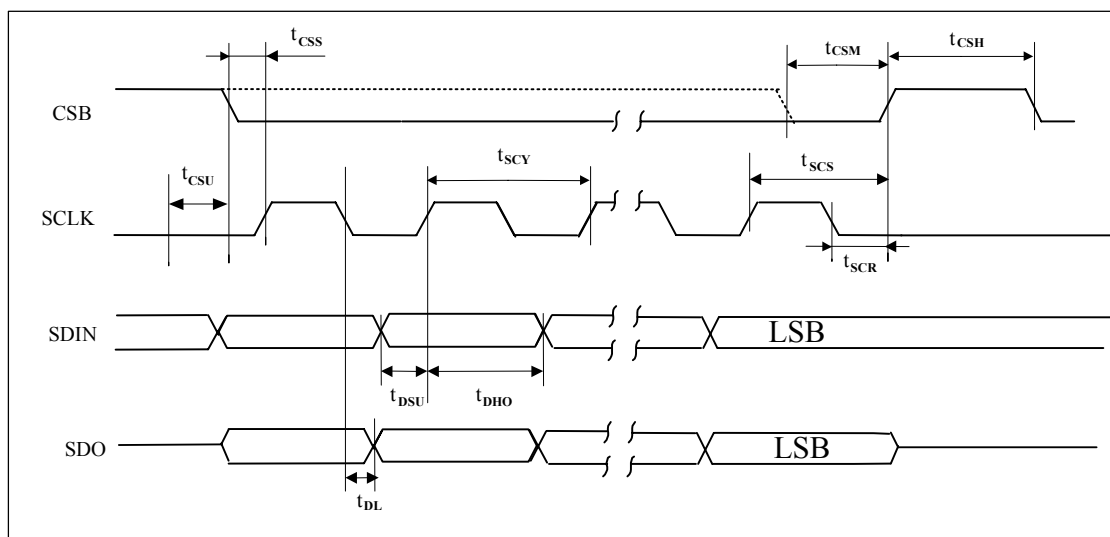 tCSS
tCSM
tCSH
CSB
tCSU
tSCY
tSCS
SCLK
tSCR
SDIN
LSB
tDSU
tDHO
SDO
LSB
tDL